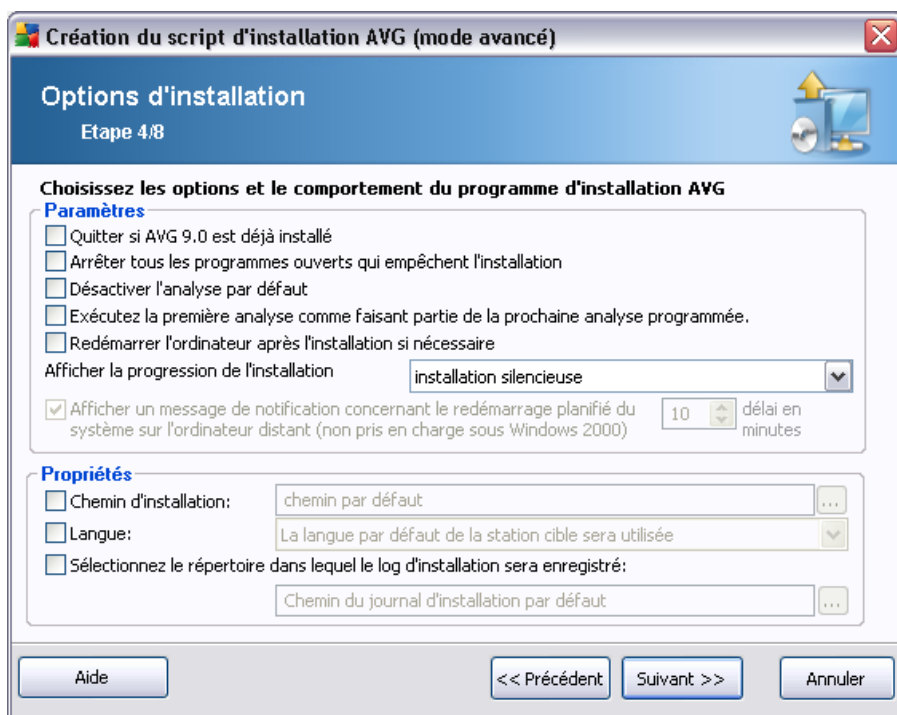 Création du script d'installation AVG (mode avancé)
Options d'installation
Etape 4/8
Choisissez les options et le comportement du programme d'installation AVG
Paramètres
Quitter si AVG 9.0 est déjà installé
Arrêter tous les programmes ouverts qui empêchent l'installation
Désactiver l'analyse par défaut
Exécutez la première analyse comme faisant partie de la prochaine analyse programmée.
Redémarrer l'ordinateur après l'installation si nécessaire
Afficher la progression de l'installation installation silencieuse
Afficher un message de notification concernant le redémarrage planifié du 10 délai en
système sur l'ordinateur distant (non pris en charge sous Windows 2000) minutes
Propriétés
Chemin d'installation: chemin par défaut ...
Langue: La langue par défaut de la station cible sera utilisée
Sélectionnez le répertoire dans lequel le log d'installation sera enregistré:
Chemin du journal d'installation par défaut ...
Aide << Précédent Suivant >> Annuler